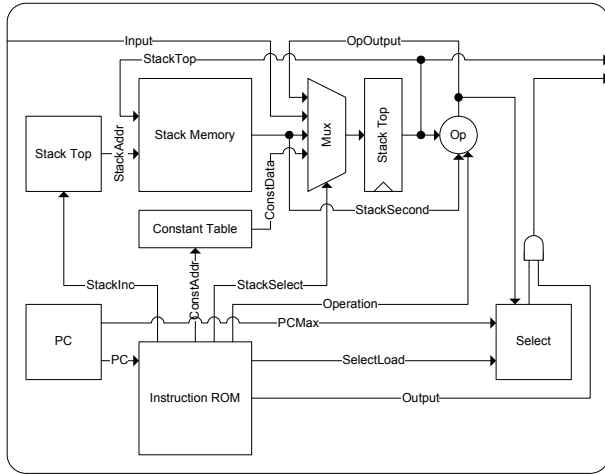 Input
OpOutput
StackTop
Stack Top
StackAddr
Stack Memory
Mux
Stack Top
Op
ConstData
Constant Table
StackSecond
StackInc
ConstAddr
StackSelect
Operation
PC
PCMax
Select
PC
Instruction ROM
SelectLoad
Output